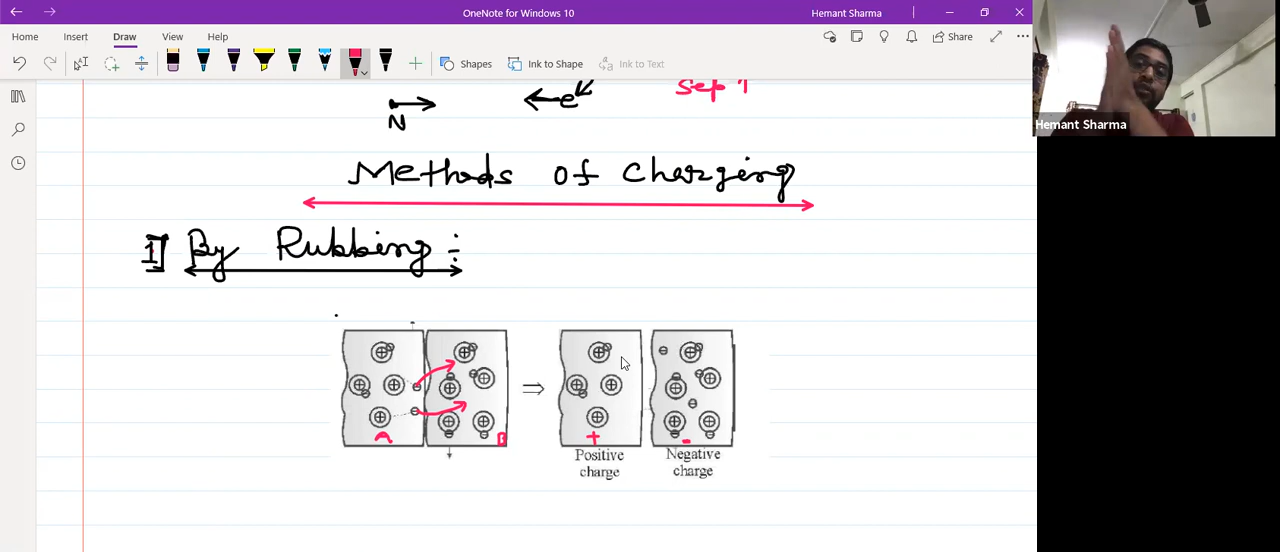 OneNote for Windows 10
Hemant Sharma
Home Insert Draw View Help
Share
Shapes Ink to Shape Ink to Text
Sep 1
N e
Hemant Sharma
Methods of Charging
1] By Rubbing :-
A B + -
Positive charge
Negative charge